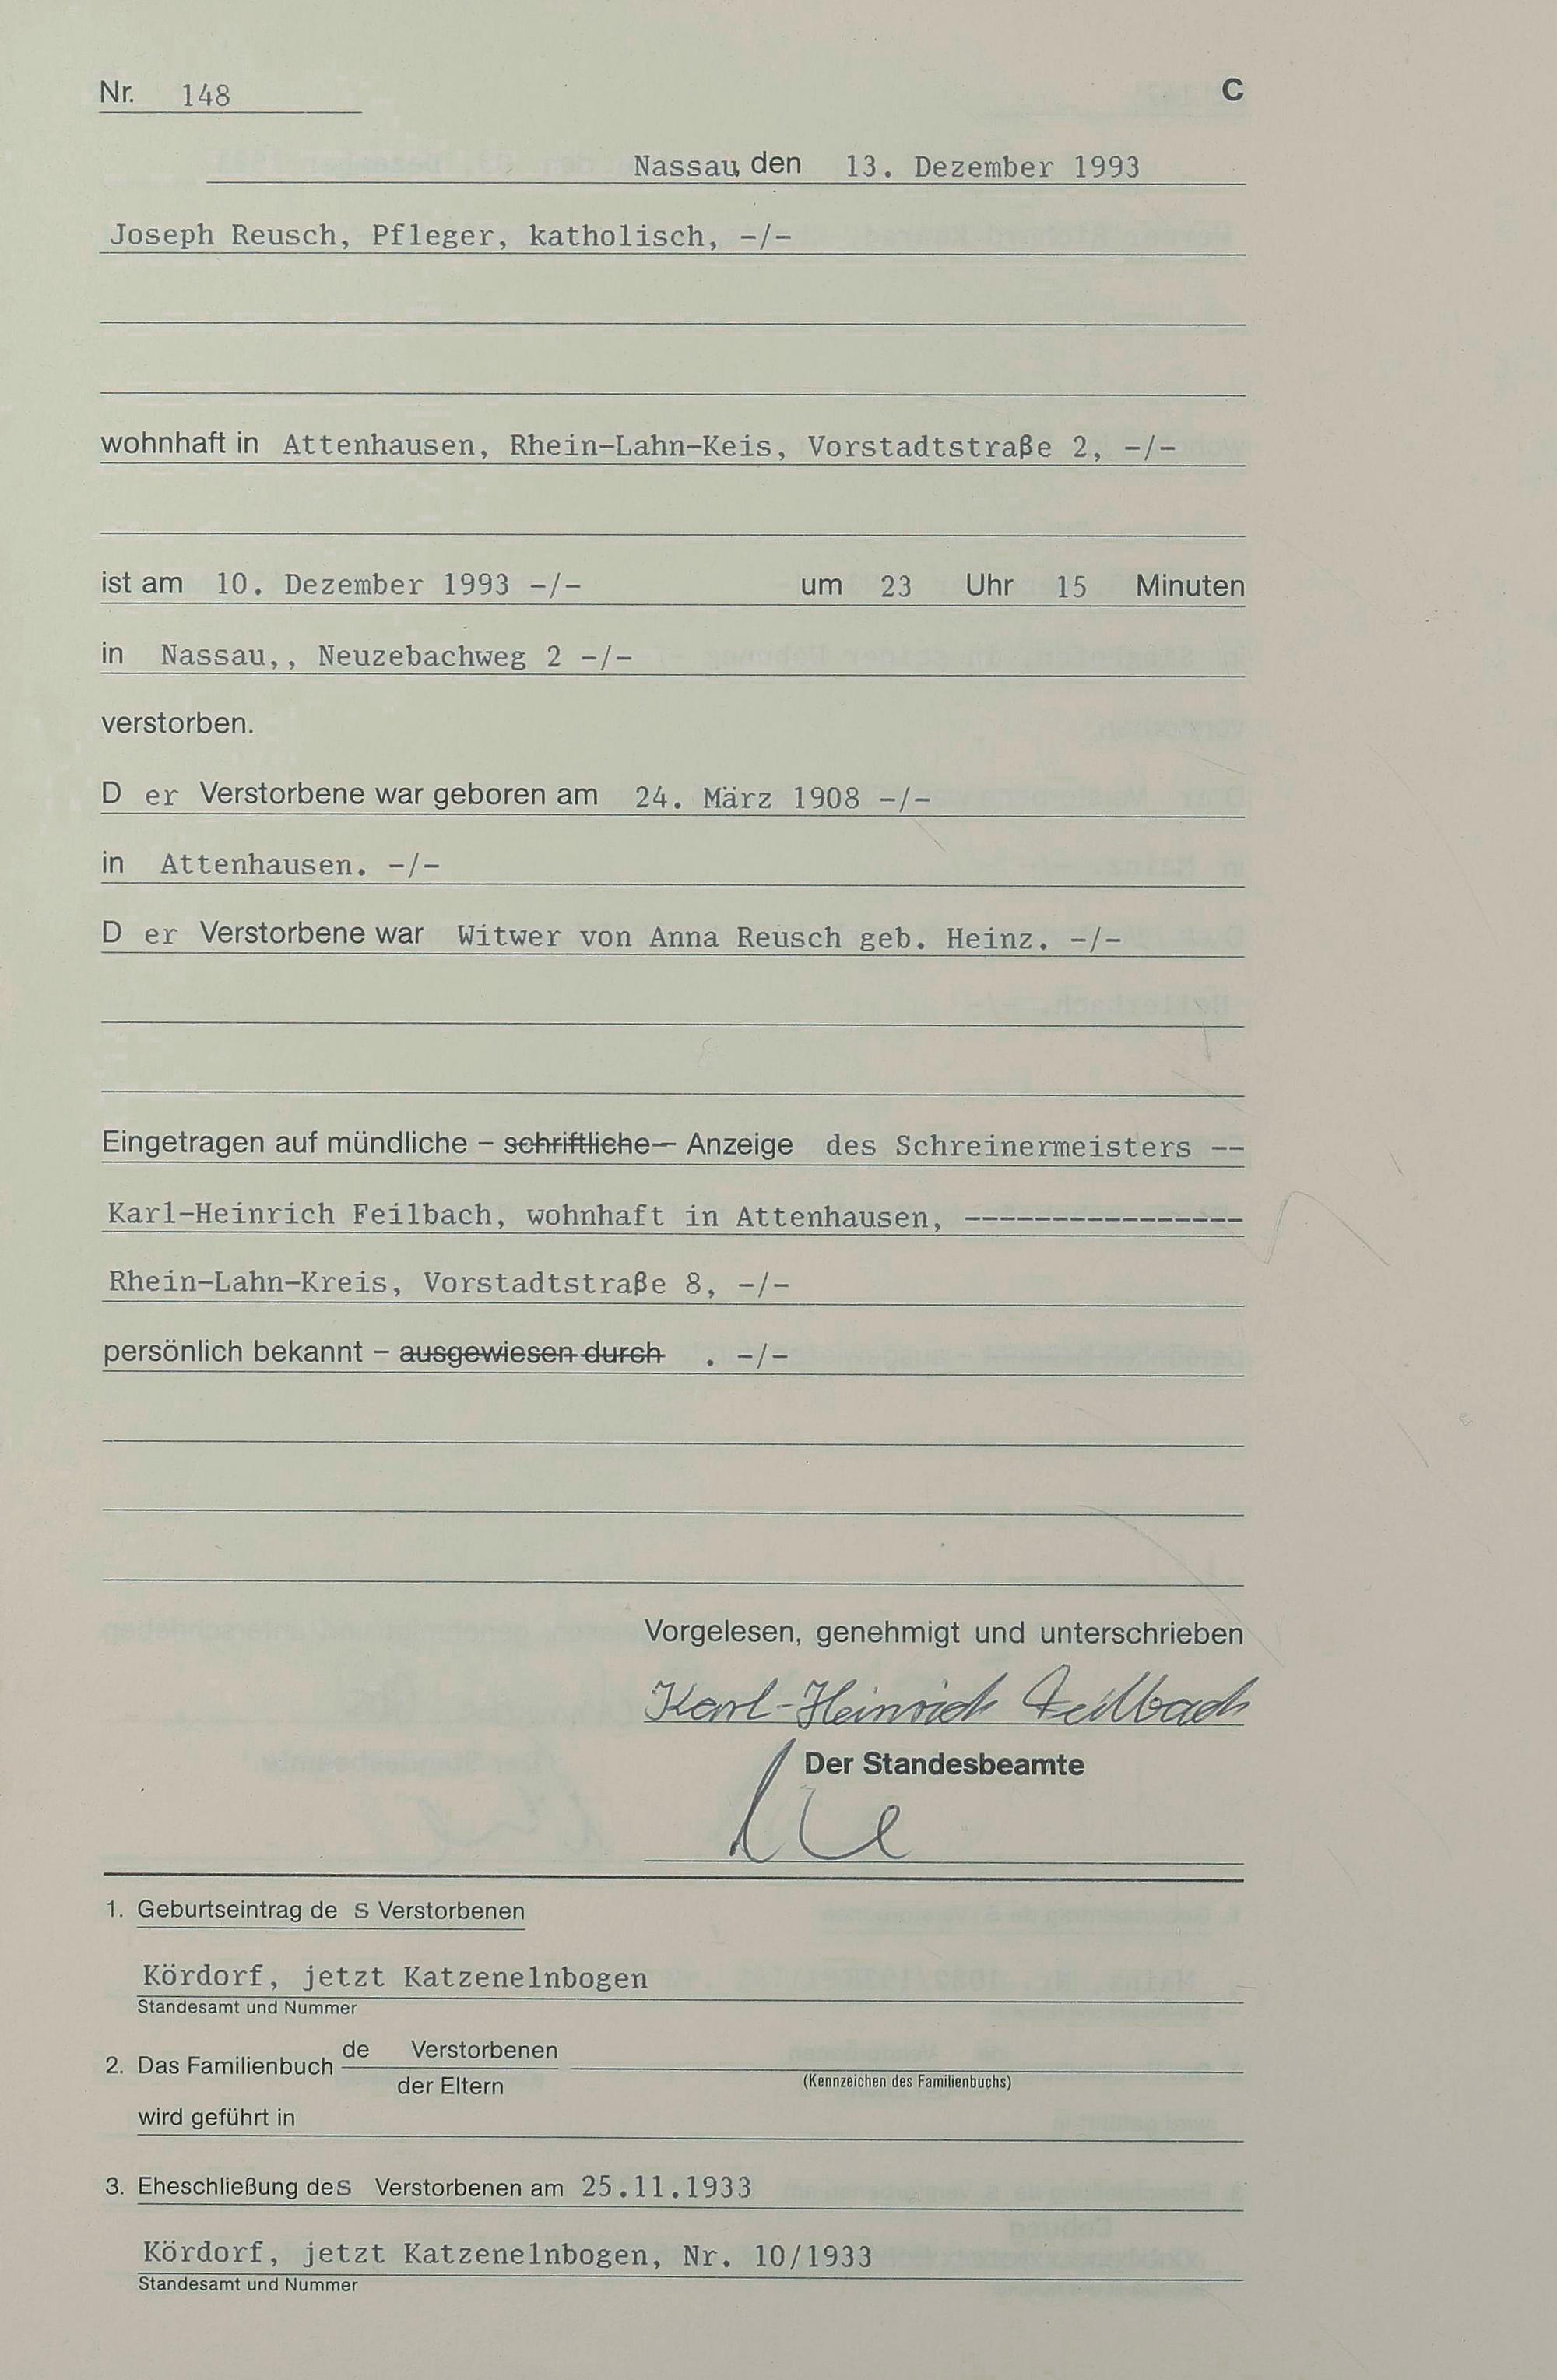 Nr. 148 C
Nassau, den 13. Dezember 1993
Joseph Reusch, Pfleger, katholisch, -/-
wohnhaft in Attenhausen, Rhein-Lahn-Keis, Vorstadtstraße 2, -/-
ist am 10. Dezember 1993 -/- um 23 Uhr 15 Minuten
in Nassau,, Neuzebachweg 2 -/-
verstorben.
D er Verstorbene war geboren am 24. März 1908 -/-
in Attenhausen. -/-
D er Verstorbene war Witwer von Anna Reusch geb. Heinz. -/-
Eingetragen auf mündliche – schriftliche – Anzeige des Schreinermeisters --
Karl-Heinrich Feilbach, wohnhaft in Attenhausen, ----------------
Rhein-Lahn-Kreis, Vorstadtstraße 8, -/-
persönlich bekannt – ausgewiesen durch . -/-
Vorgelesen, genehmigt und unterschrieben
Karl-Heinrich Feilbach
Der Standesbeamte
1. Geburtseintrag de s Verstorbenen
Kördorf, jetzt Katzenelnbogen
Standesamt und Nummer
de Verstorbenen
2. Das Familienbuch
der Eltern (Kennzeichen des Familienbuchs)
wird geführt in
3. Eheschließung des Verstorbenen am 25.11.1933
Kördorf, jetzt Katzenelnbogen, Nr. 10/1933
Standesamt und Nummer